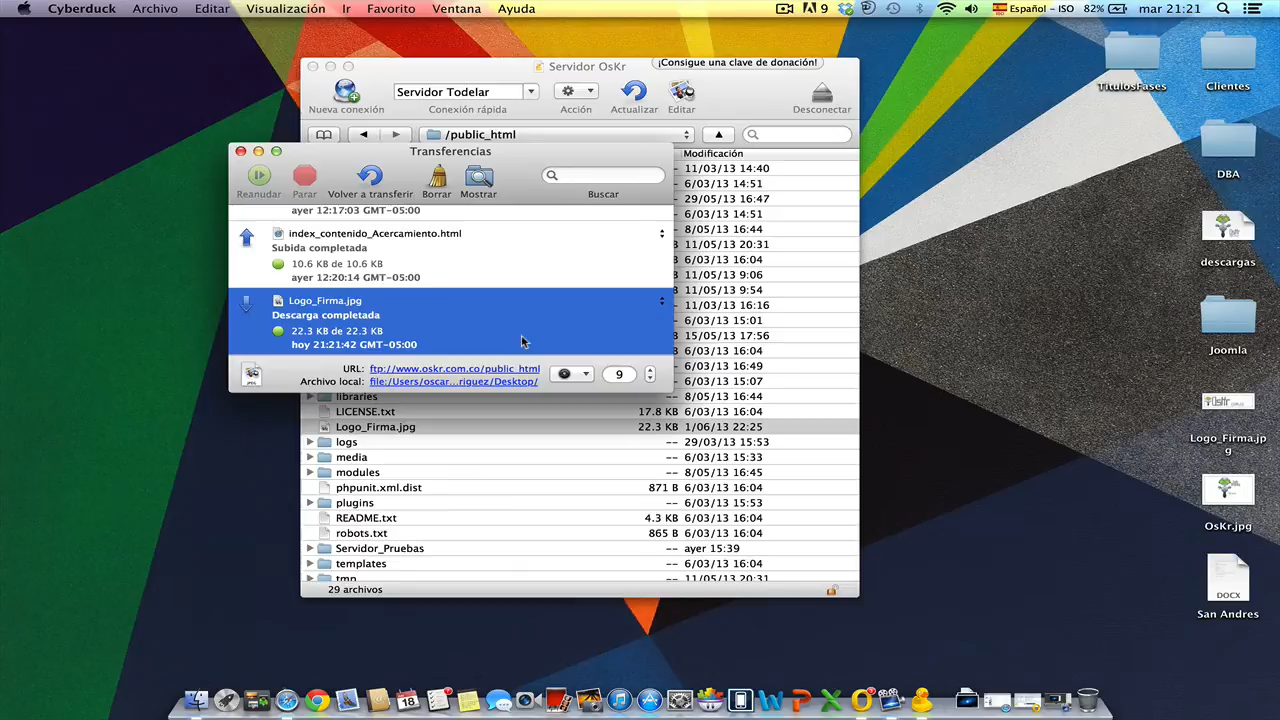 Cyberduck Archivo Editar Visualización Ir Favorito Ventana Ayuda 9 Español - ISO 82% mar 21:21
Servidor OsKr
¡Consigue una clave de donación!
Servidor Todelar
Nueva conexión Conexión rápida Acción Actualizar Editar Desconectar
/public_html
Transferencias
Modificación
Reanudar Parar Volver a transferir Borrar Mostrar Buscar
ayer 12:17:03 GMT-05:00
index_contenido_Acercamiento.html
Subida completada
10.6 KB de 10.6 KB
ayer 12:20:14 GMT-05:00
Logo_Firma.jpg
Descarga completada
22.3 KB de 22.3 KB
hoy 21:21:42 GMT-05:00
URL: ftp://www.oskr.com.co/public_html
Archivo local: file:/Users/oscar...riguez/Desktop/
9
11/03/13 14:40
6/03/13 14:51
29/05/13 16:47
6/03/13 14:51
8/05/13 16:44
11/05/13 20:31
6/03/13 16:04
11/05/13 9:06
11/05/13 9:54
11/03/13 16:16
6/03/13 15:01
15/05/13 17:56
6/03/13 16:04
6/03/13 16:49
6/03/13 15:07
libraries -- 8/05/13 16:44
LICENSE.txt 17.8 KB 6/03/13 16:04
Logo_Firma.jpg 22.3 KB 1/06/13 22:25
logs -- 29/03/13 15:53
media -- 6/03/13 16:04
modules -- 8/05/13 16:45
phpunit.xml.dist 871 B 6/03/13 16:04
plugins -- 6/03/13 15:53
README.txt 4.3 KB 6/03/13 16:04
robots.txt 865 B 6/03/13 16:04
Servidor_Pruebas -- ayer 15:39
templates -- 6/03/13 16:04
tmp -- 11/05/13 20:31
29 archivos
TitulosFases
Clientes
DBA
descargas
Joomla
Logo_Firma.jp
g
OsKr.jpg
DOCX
San Andres
18